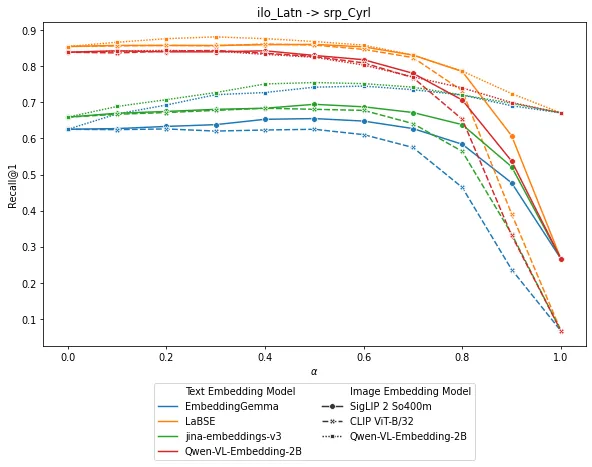 ilo_Latn -> srp_Cyrl
Recall@1
0.9
0.8
0.7
0.6
0.5
0.4
0.3
0.2
0.1
0.0 0.2 0.4 0.6 0.8 1.0
α
Text Embedding Model
EmbeddingGemma
LaBSE
jina-embeddings-v3
Qwen-VL-Embedding-2B
Image Embedding Model
SigLIP 2 So400m
CLIP ViT-B/32
Qwen-VL-Embedding-2B